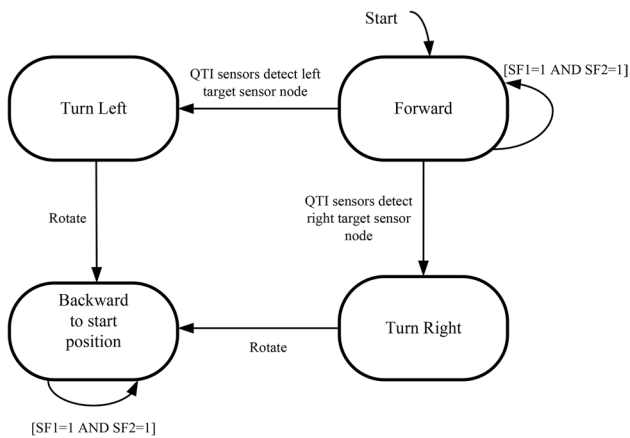 Start
[SF1=1 AND SF2=1]
QTI sensors detect left
target sensor node
Turn Left
Forward
QTI sensors detect
right target sensor
node
Rotate
Backward
to start
position
Turn Right
Rotate
[SF1=1 AND SF2=1]